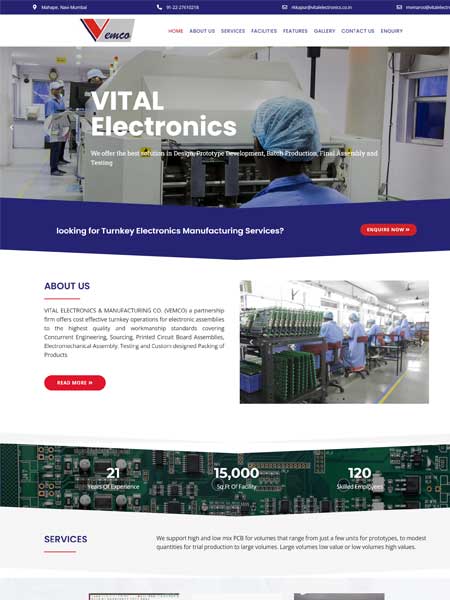 Mahape, Navi-Mumbai
91-22-27610218
rkkapur@vitalelectronics.co.in
Vemco
HOME ABOUT US SERVICES FACILITIES FEATURES GALLERY CONTACT US ENQUIRY
VITAL
Electronics
We offer the best solution in Design, Prototype Development, Batch Production, Final Assembly and
Testing
looking for Turnkey Electronics Manufacturing Services?
ENQUIRE NOW »
ABOUT US
VITAL ELECTRONICS & MANUFACTURING CO. (VEMCO) a partnership
firm offers cost effective turnkey operations for electronic assemblies
to the highest quality and workmanship standards covering
Concurrent Engineering, Sourcing, Printed Circuit Board Assemblies,
Electromechanical Assembly, Testing and Custom designed Packing of
Products.
READ MORE »
21
Years Of Experience
15,000
Sq.Ft Of Facility
120
Skilled Employees
SERVICES
We support high and low mix PCB for volumes that range from just a few units for prototypes, to modest
quantities for trial production to large volumes. Large volumes low value or low volumes high values.